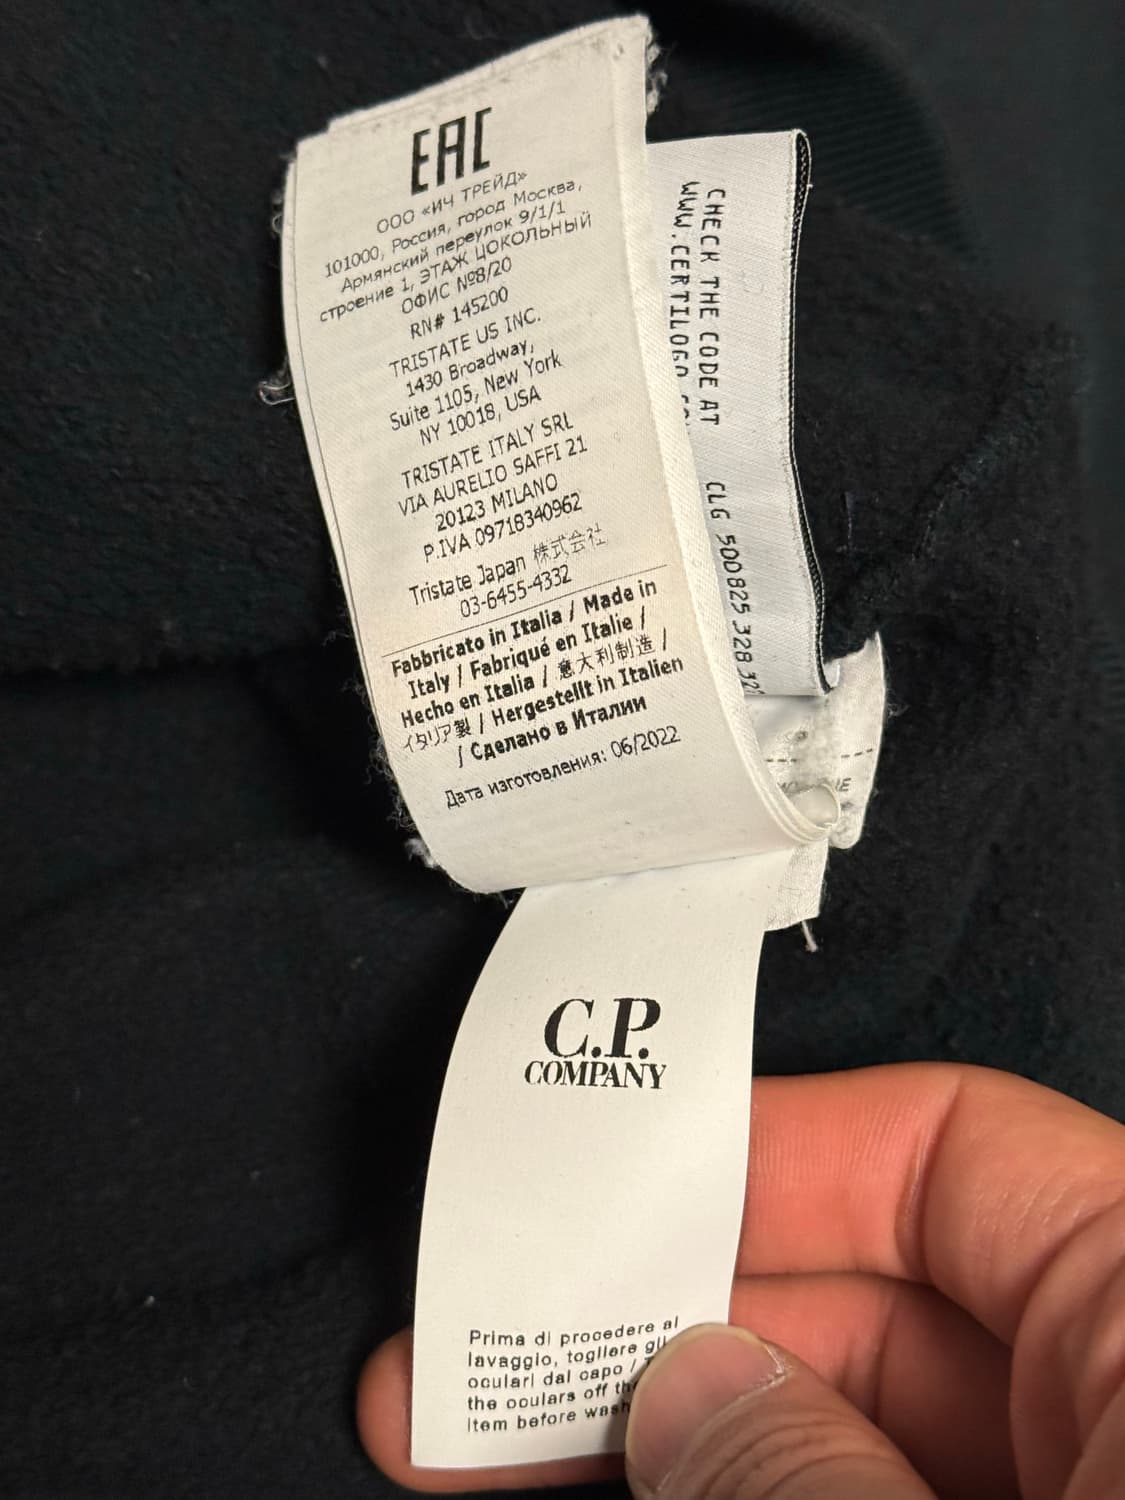 EAC
ООО «ИЧ ТРЕЙД»
101000, Россия, город Москва,
Армянский переулок 9/1/1
строение 1, ЭТАЖ ЦОКОЛЬНЫЙ
ОФИС №8/20
RN# 145200
TRISTATE US INC.
1430 Broadway,
Suite 1105, New York
NY 10018, USA
TRISTATE ITALY SRL
VIA AURELIO SAFFI 21
20123 MILANO
P.IVA 09718340962
Tristate Japan 株式会社
03-6455-4332
Fabbricato in Italia / Made in
Italy / Fabriqué en Italie /
Hecho en Italia / 意大利制造 /
イタリア製 / Hergestellt in Italien
/ Сделано в Италии
Дата изготовления: 06/2022
CHECK THE CODE AT
WWW.CERTILOGO
CLG 500 825 328
C.P.
COMPANY
Prima di procedere al
lavaggio, togliere gli
oculari dal capo /
the oculars off the
item before